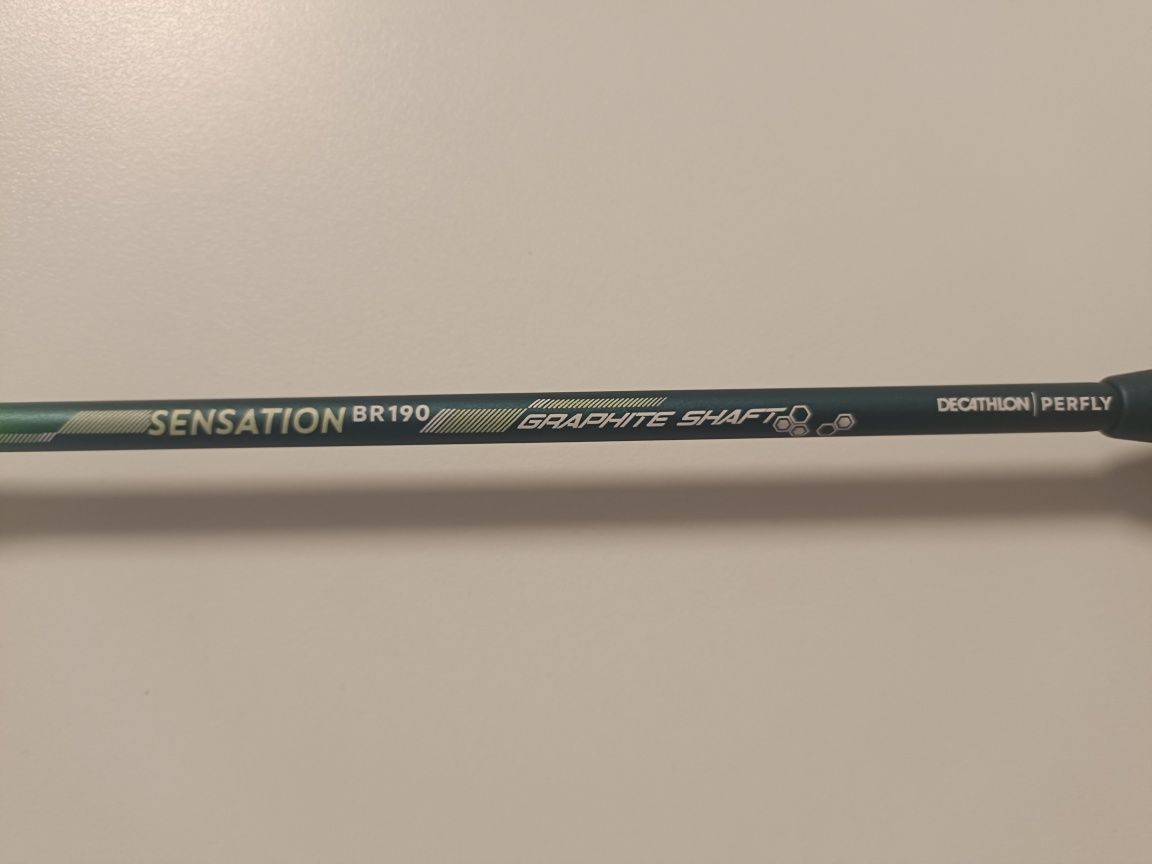 SENSATION BR190 GRAPHITE SHAFT DECATHLON | PERFLY